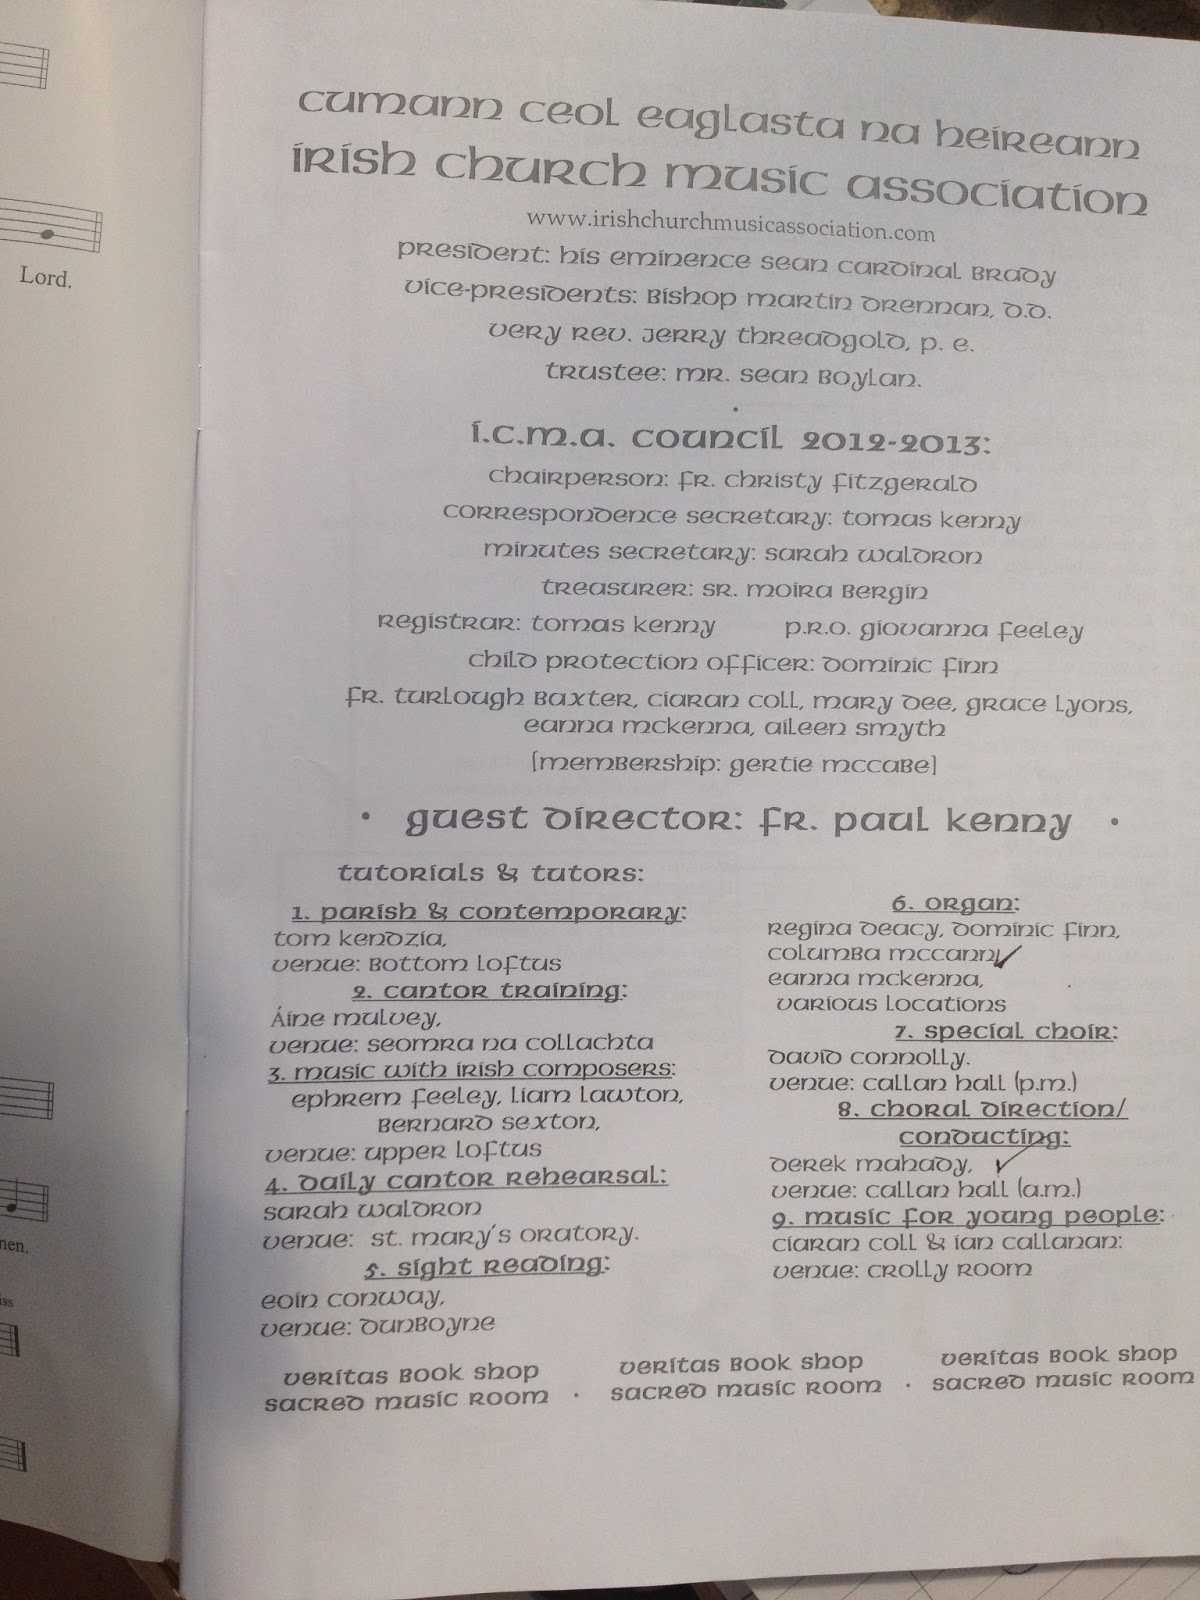 Lord.
nen.
ss
cumann ceol eaglasta na heireann
irish church music association
www.irishchurchmusicassociation.com
president: his eminence sean cardinal brady
vice-presidents: bishop martin drennan, d.d.
very rev. jerry threadgold, p. e.
trustee: mr. sean boylan.
i.c.m.a. council 2012-2013:
chairperson: fr. christy fitzgerald
correspondence secretary: tomas kenny
minutes secretary: sarah waldron
treasurer: sr. moira bergin
registrar: tomas kenny p.r.o. giovanna feeley
child protection officer: dominic finn
fr. turlough baxter, ciaran coll, mary dee, grace lyons,
eanna mckenna, aileen smyth
[membership: gertie mccabe]
• guest director: fr. paul kenny •
tutorials & tutors:
1. parish & contemporary:
tom kendzia,
venue: bottom loftus
2. cantor training:
Áine mulvey,
venue: seomra na collachta
3. music with irish composers:
ephrem feeley, liam lawton,
bernard sexton,
venue: upper loftus
4. daily cantor rehearsal:
sarah waldron
venue: st. mary's oratory.
5. sight reading:
eoin conway,
venue: dunboyne
6. organ:
regina deacy, dominic finn,
columba mccann
eanna mckenna,
various locations
7. special choir:
david connolly.
venue: callan hall (p.m.)
8. choral direction/
conducting:
derek mahady, ✓
venue: callan hall (a.m.)
9. music for young people:
ciaran coll & ian callanan:
venue: crolly room
veritas book shop veritas book shop veritas book shop
sacred music room • sacred music room • sacred music room